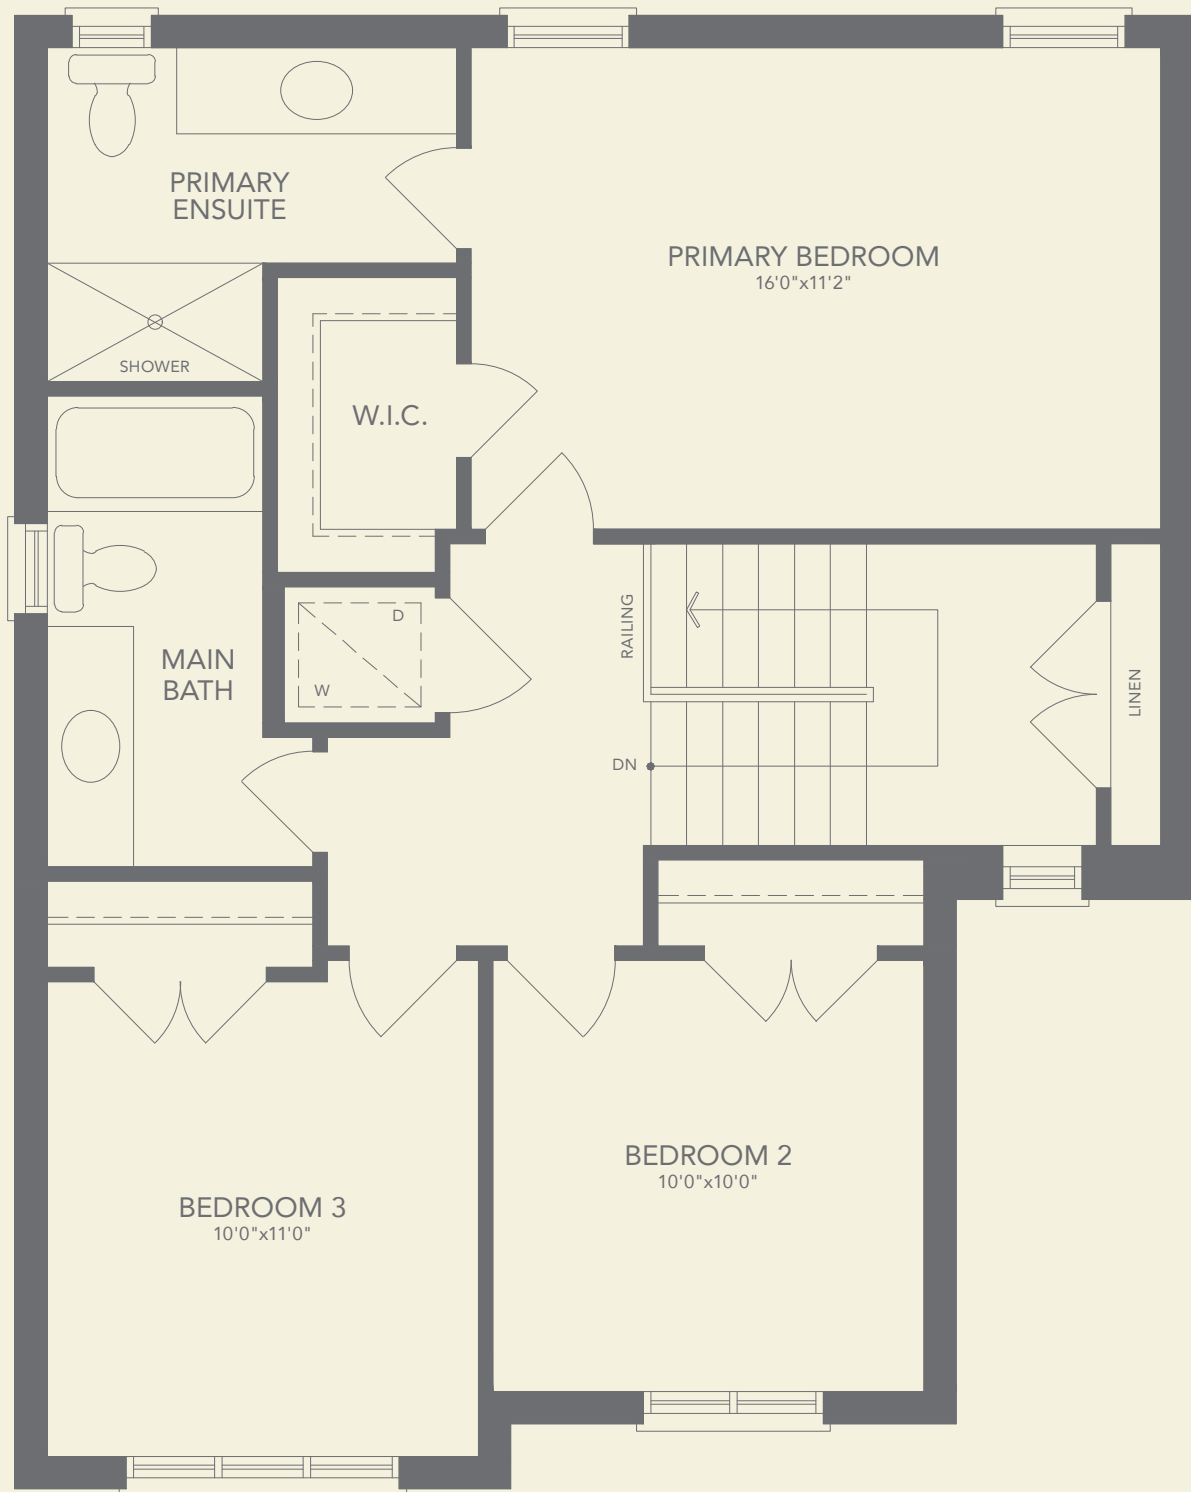 PRIMARY
ENSUITE
PRIMARY BEDROOM
16'0"x11'2"
SHOWER
W.I.C.
D
W
RAILING
MAIN
BATH
LINEN
DN
BEDROOM 2
10'0"x10'0"
BEDROOM 3
10'0"x11'0"